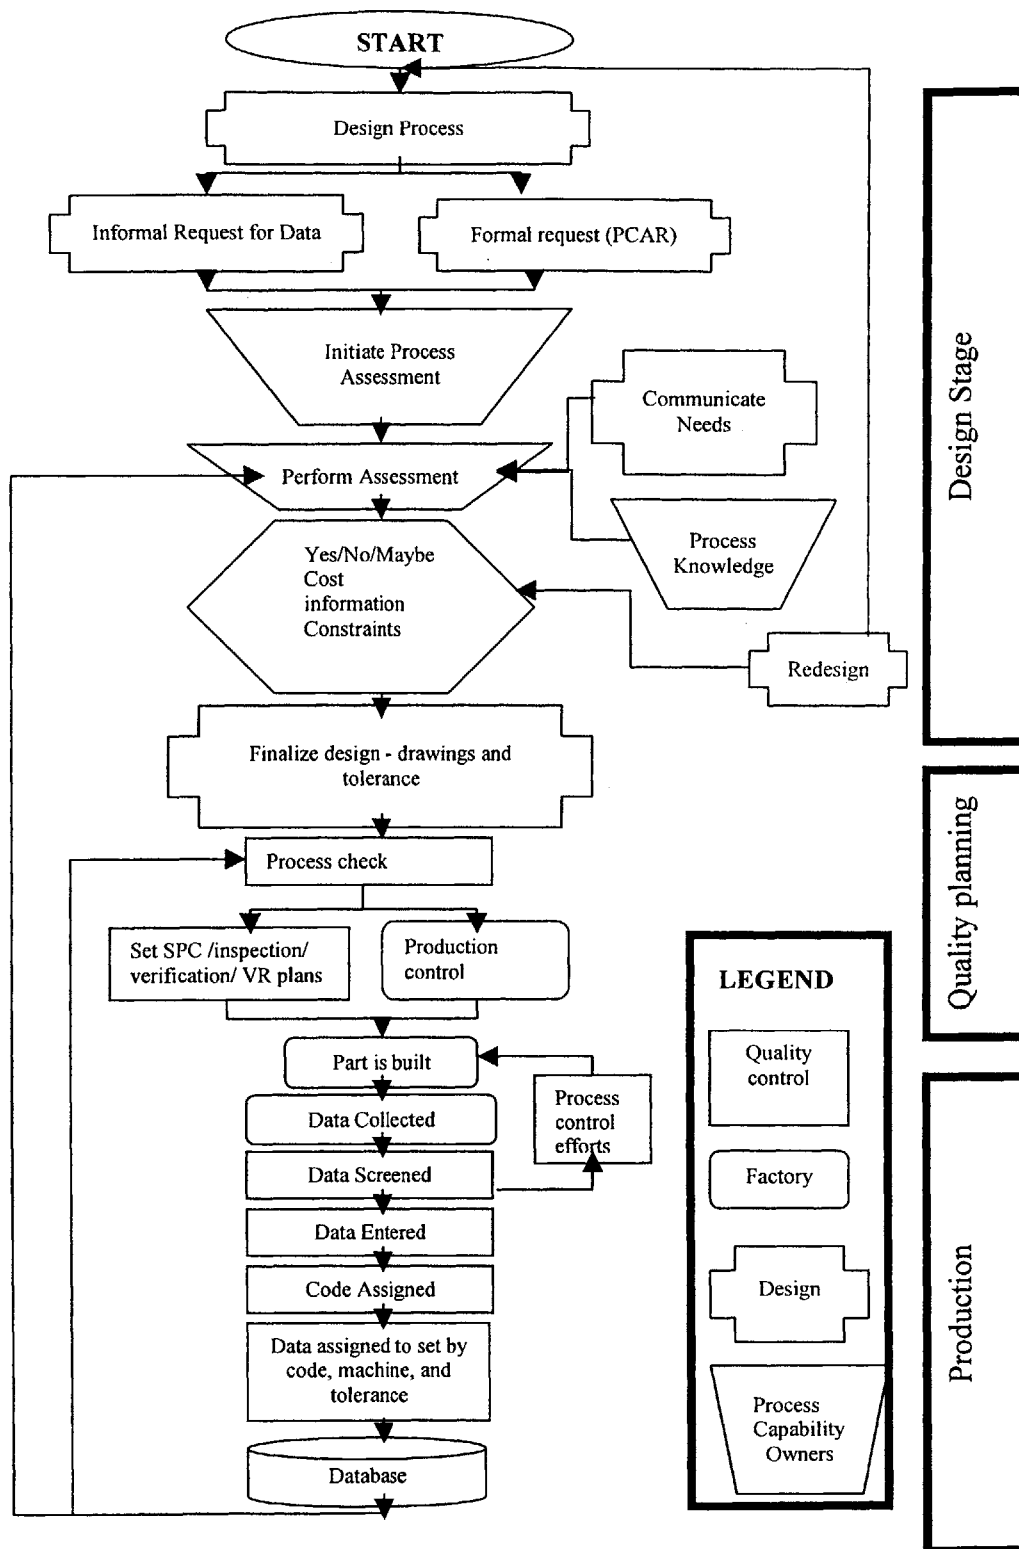 START
Design Process
Informal Request for Data
Formal request (PCAR)
Initiate Process
Assessment
Communicate
Needs
Perform Assessment
Process
Knowledge
Yes/No/Maybe
Cost
information
Constraints
Redesign
Finalize design - drawings and
tolerance
Process check
Set SPC /inspection/
verification/ VR plans
Production
control
Part is built
Process
control
efforts
Data Collected
Data Screened
Data Entered
Code Assigned
Data assigned to set by
code, machine, and
tolerance
Database
LEGEND
Quality
control
Factory
Design
Process
Capability
Owners
Design Stage
Quality planning
Production